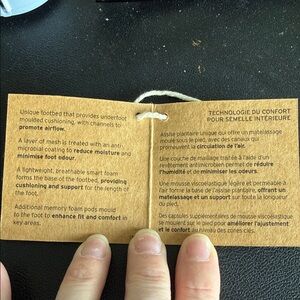 Unique footbed that provides underfoot
moulded cushioning, with channels to
promote airflow.
A layer of mesh is treated with an anti
microbial coating to reduce moisture and
minimise foot odour.
A lightweight, breathable smart foam
forms the base of the footbed, providing
cushioning and support for the length of
the foot.
Additional memory foam pods mould
to the foot to enhance fit and comfort in
key areas.
TECHNOLOGIE DU CONFORT
POUR SEMELLE INTÉRIEURE
Assise plantaire unique qui offre un matelassage
moulé sous le pied, avec des canaux qui
promouvent la circulation de l'air.
Une couche de maillage traitée à l'aide d'un
revêtement antimicrobien permet de réduire
l'humidité et de minimiser les odeurs.
Une mousse viscoélastique légère et perméable à
l'air forme la base de l'assise plantaire, offrant un
matelassage et un support sur toute la longueur
du pied.
Des capsules supplémentaires de mousse viscoélastique
se moulent sur le pied pour améliorer l'ajustement
et le confort au niveau des zones clés.